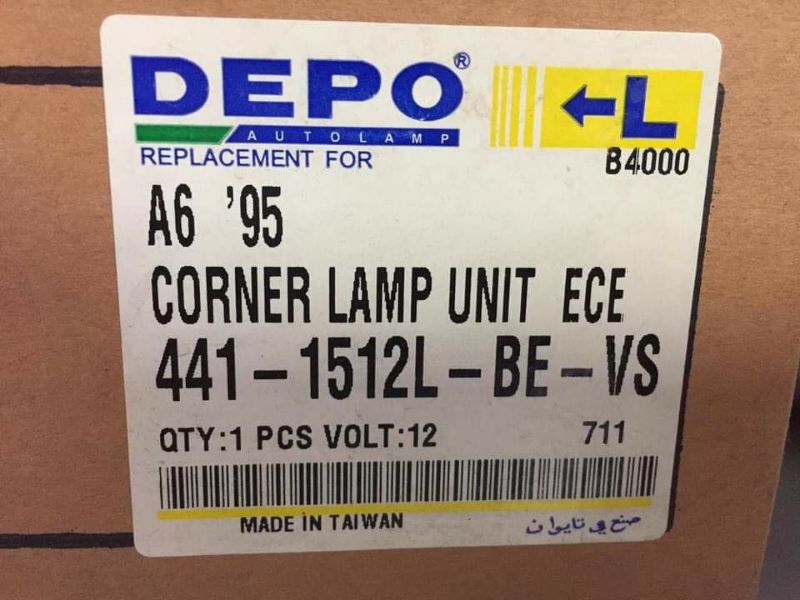 DEPO®
AUTOLAMP
REPLACEMENT FOR
L
B4000
A6 '95
CORNER LAMP UNIT ECE
441-1512L-BE-VS
QTY:1 PCS VOLT:12 711
MADE IN TAIWAN صنع في تايوان